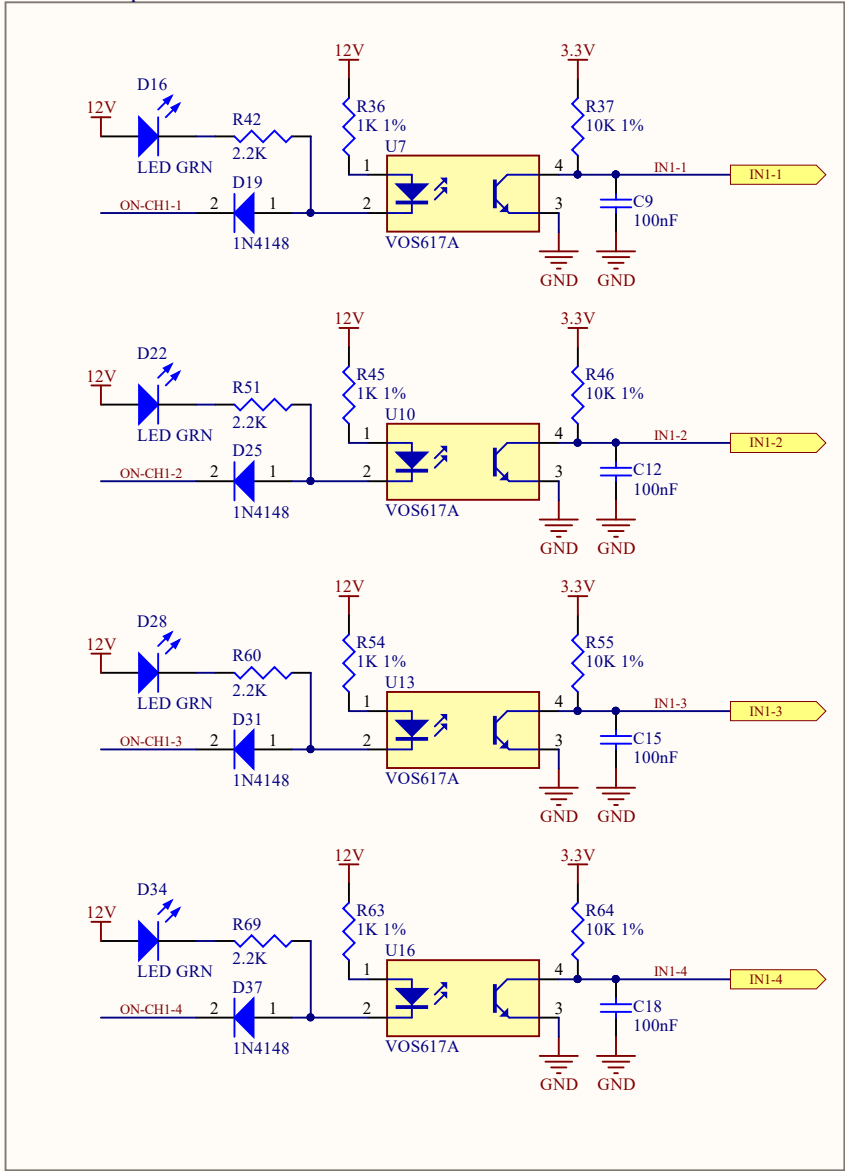 12V
3.3V
D16
12V
R42
R36
1K 1%
R37
10K 1%
U7
LED GRN
2.2K
1
4
IN1-1
IN1-1
D19
ON-CH1-1
2
1
2
3
C9
100nF
1N4148
VOS617A
GND
GND
12V
3.3V
D22
12V
R51
R45
1K 1%
R46
10K 1%
U10
LED GRN
2.2K
1
4
IN1-2
IN1-2
D25
ON-CH1-2
2
1
2
3
C12
100nF
1N4148
VOS617A
GND
GND
12V
3.3V
D28
12V
R60
R54
1K 1%
R55
10K 1%
U13
LED GRN
2.2K
1
4
IN1-3
IN1-3
D31
ON-CH1-3
2
1
2
3
C15
100nF
1N4148
VOS617A
GND
GND
12V
3.3V
D34
12V
R69
R63
1K 1%
R64
10K 1%
U16
LED GRN
2.2K
1
4
IN1-4
IN1-4
D37
ON-CH1-4
2
1
2
3
C18
100nF
1N4148
VOS617A
GND
GND